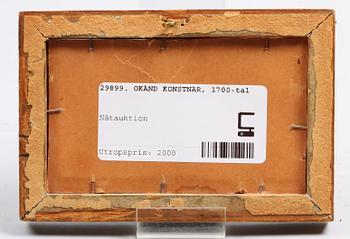 29899. OKÄND KONSTNÄR, 1700-tal
Nätauktion
Utropspris: 2000